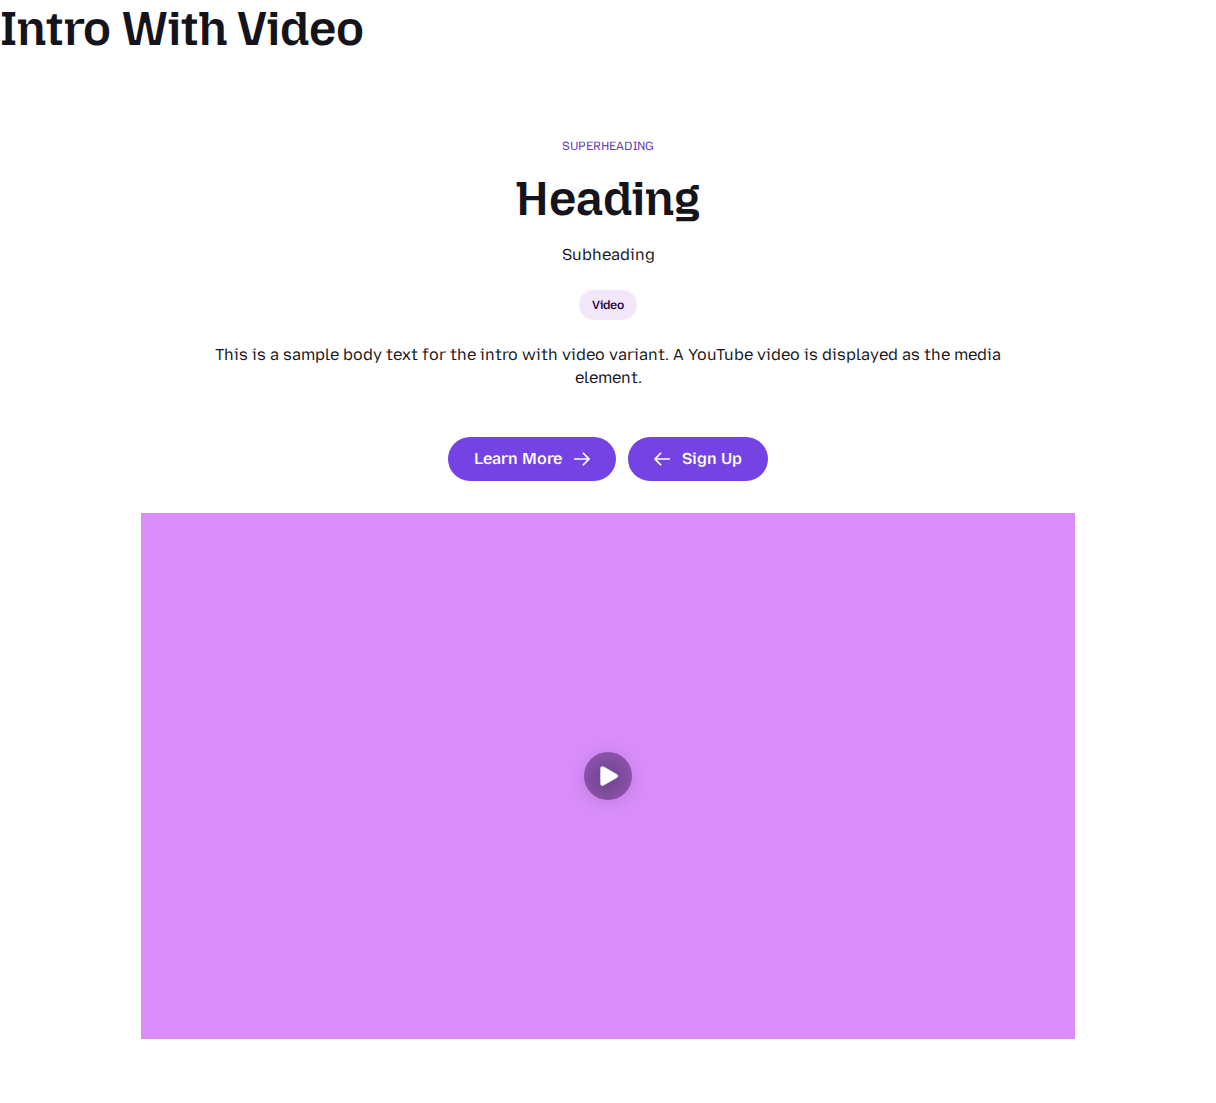 Intro With Video
SUPERHEADING
Heading
Subheading
Video
This is a sample body text for the intro with video variant. A YouTube video is displayed as the media
element.
Learn More
Sign Up